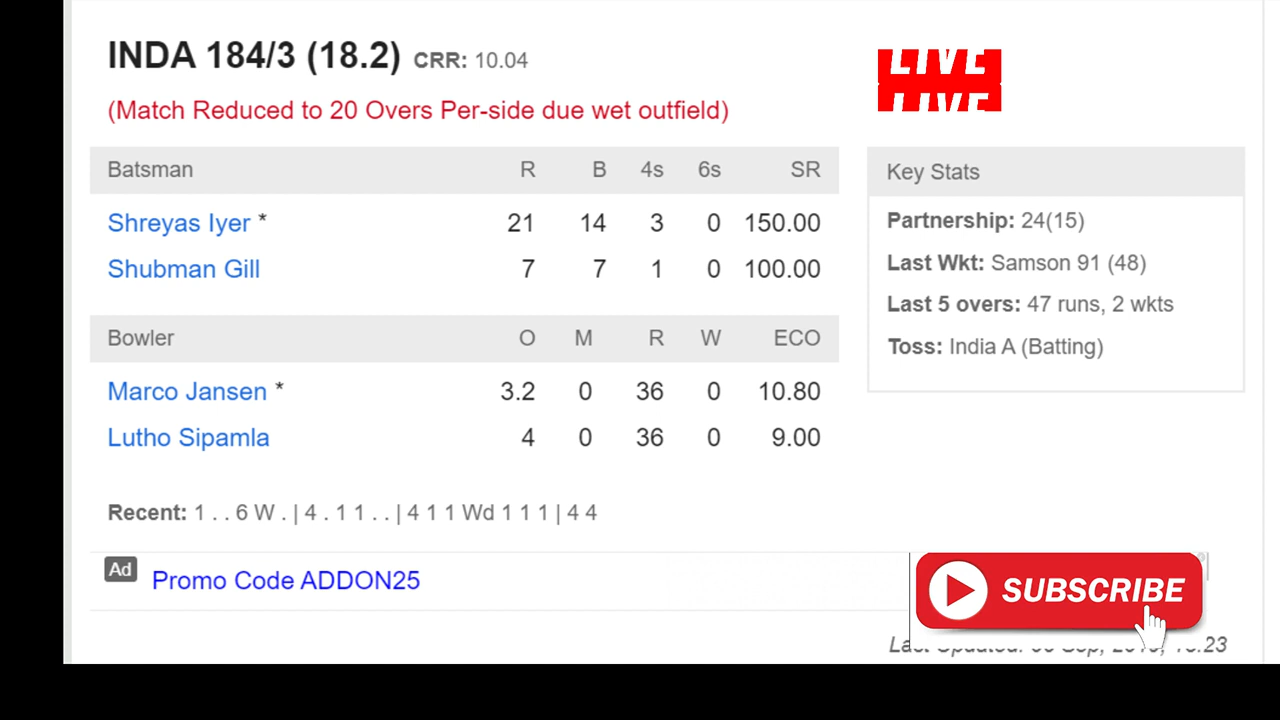 INDA 184/3 (18.2) CRR: 10.04
LIVE
(Match Reduced to 20 Overs Per-side due wet outfield)
Batsman R B 4s 6s SR
Shreyas Iyer * 21 14 3 0 150.00
Shubman Gill 7 7 1 0 100.00
Bowler O M R W ECO
Marco Jansen * 3.2 0 36 0 10.80
Lutho Sipamla 4 0 36 0 9.00
Key Stats
Partnership: 24(15)
Last Wkt: Samson 91 (48)
Last 5 overs: 47 runs, 2 wkts
Toss: India A (Batting)
Recent: 1 . . 6 W . | 4 . 1 1 . . | 4 1 1 Wd 1 1 1 | 4 4
Ad Promo Code ADDON25
SUBSCRIBE
Last Updated: Sep,